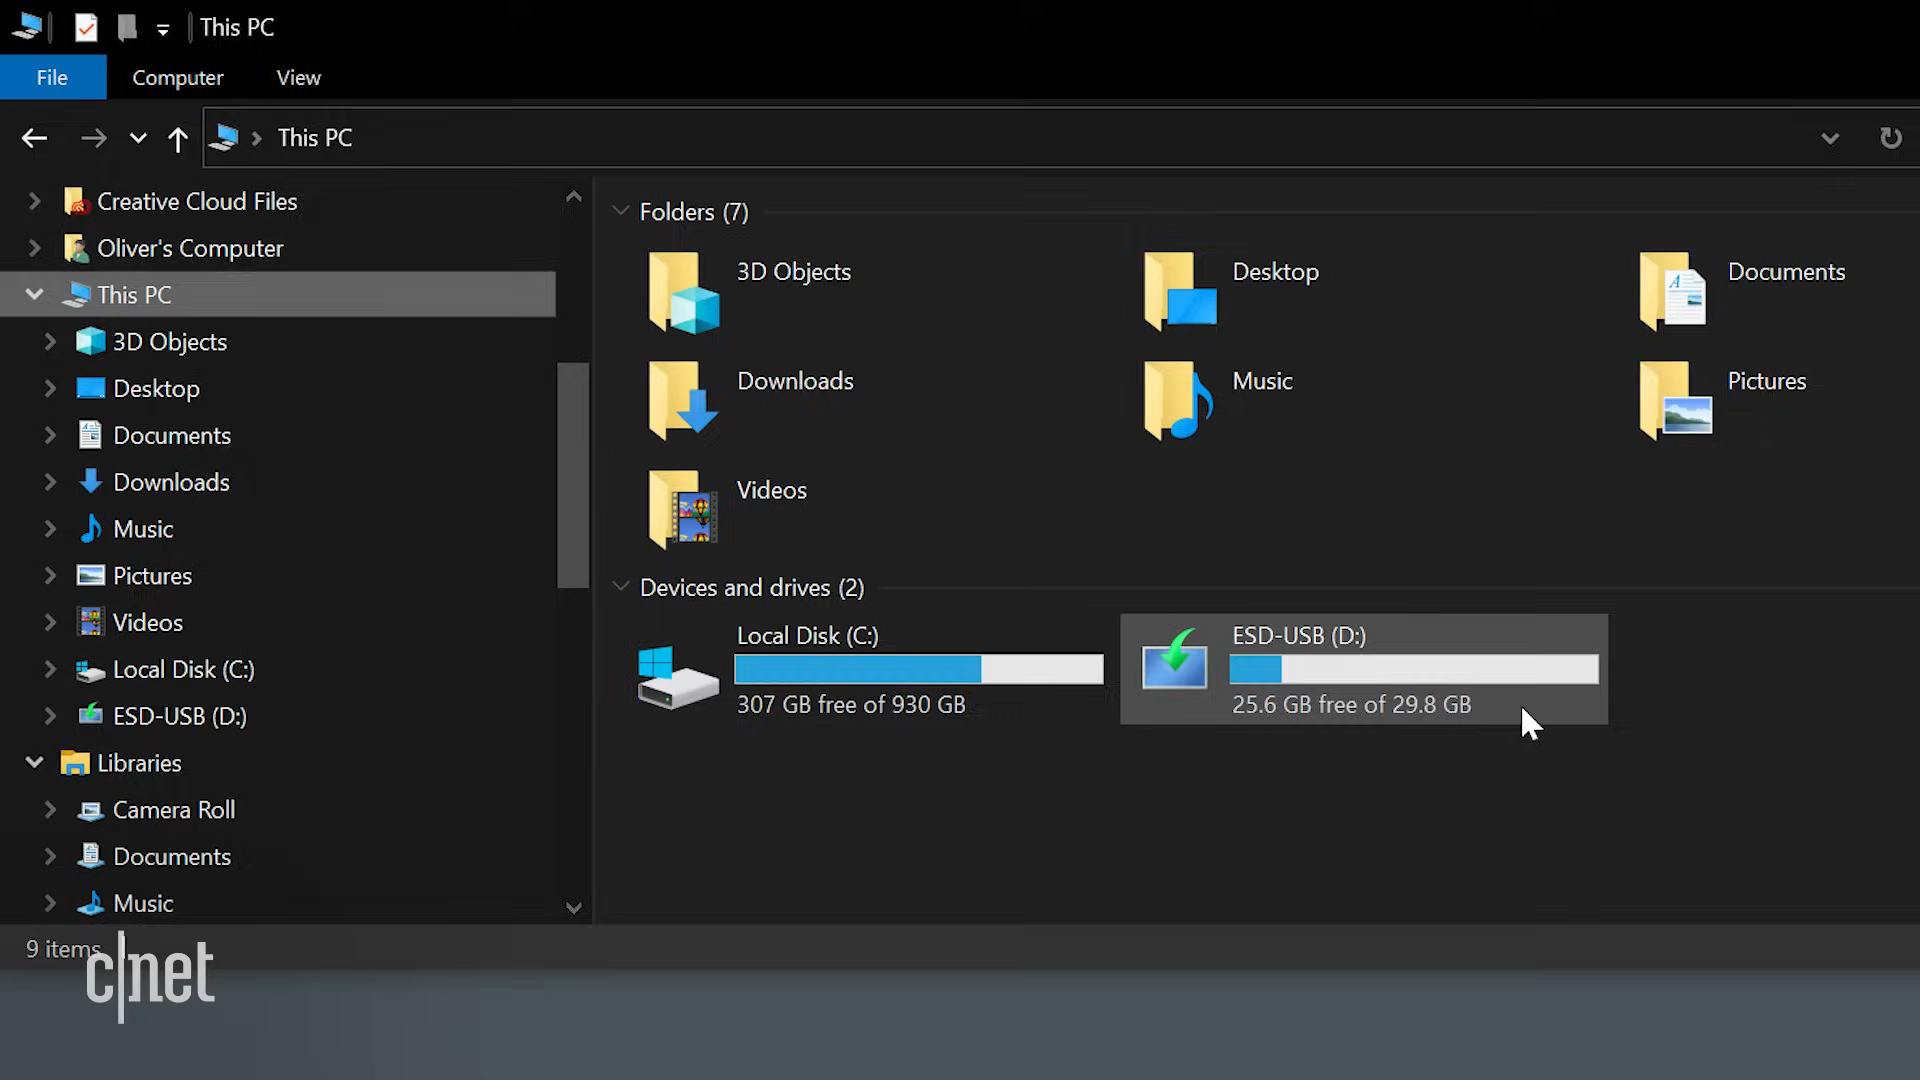 This PC
File Computer View
This PC
Creative Cloud Files
Oliver's Computer
This PC
3D Objects
Desktop
Documents
Downloads
Music
Pictures
Videos
Local Disk (C:)
ESD-USB (D:)
Libraries
Camera Roll
Documents
Music
Folders (7)
3D Objects
Desktop
Documents
Downloads
Music
Pictures
Videos
Devices and drives (2)
Local Disk (C:)
307 GB free of 930 GB
ESD-USB (D:)
25.6 GB free of 29.8 GB
9 items
c|net